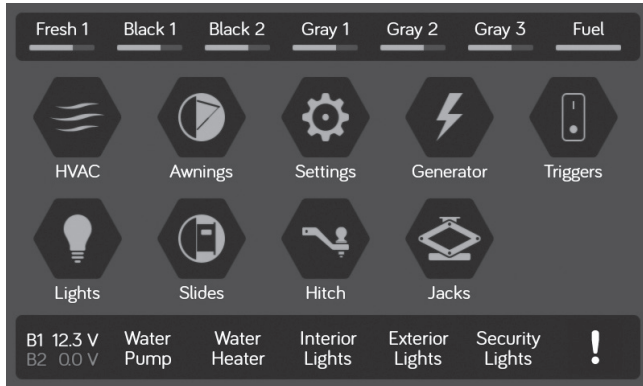 Fresh 1 Black 1 Black 2 Gray 1 Gray 2 Gray 3 Fuel
HVAC Awnings Settings Generator Triggers
Lights Slides Hitch Jacks
B1 12.3 V Water Water Interior Exterior Security !
B2 0.0 V Pump Heater Lights Lights Lights